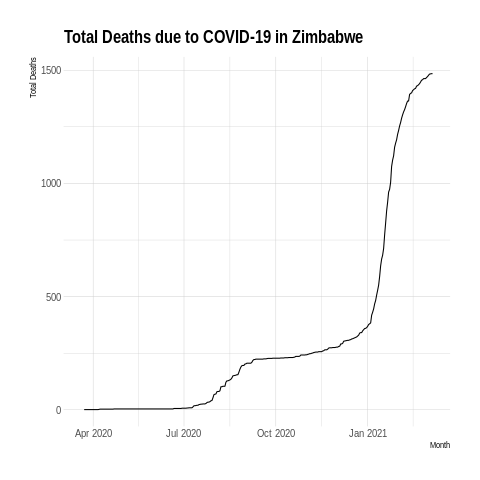 Total Deaths due to COVID-19 in Zimbabwe
Total Deaths
1500
1000
500
0
Apr 2020
Jul 2020
Oct 2020
Jan 2021
Month